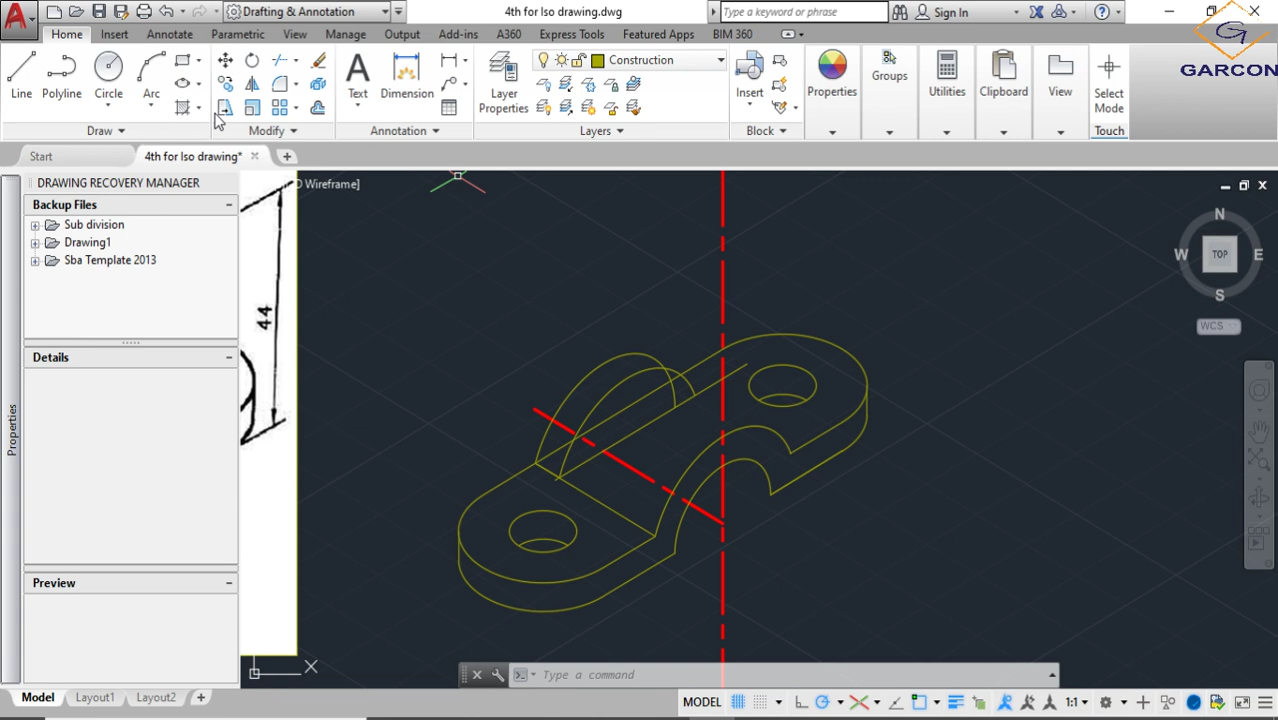 A Drafting & Annotation 4th for Iso drawing.dwg Type a keyword or phrase Sign In
Home Insert Annotate Parametric View Manage Output Add-ins A360 Express Tools Featured Apps BIM 360
GARCON
Construction
Line Polyline Circle Arc Text Dimension Layer Properties Insert Properties Groups Utilities Clipboard View Select Mode
Draw Modify Annotation Layers Block Touch
Start 4th for Iso drawing*
DRAWING RECOVERY MANAGER
D Wireframe]
Backup Files
Sub division
Drawing1
Sba Template 2013
N
W TOP E
S
WCS
44
Details
Properties
Preview
Type a command
Model Layout1 Layout2 MODEL 1:1